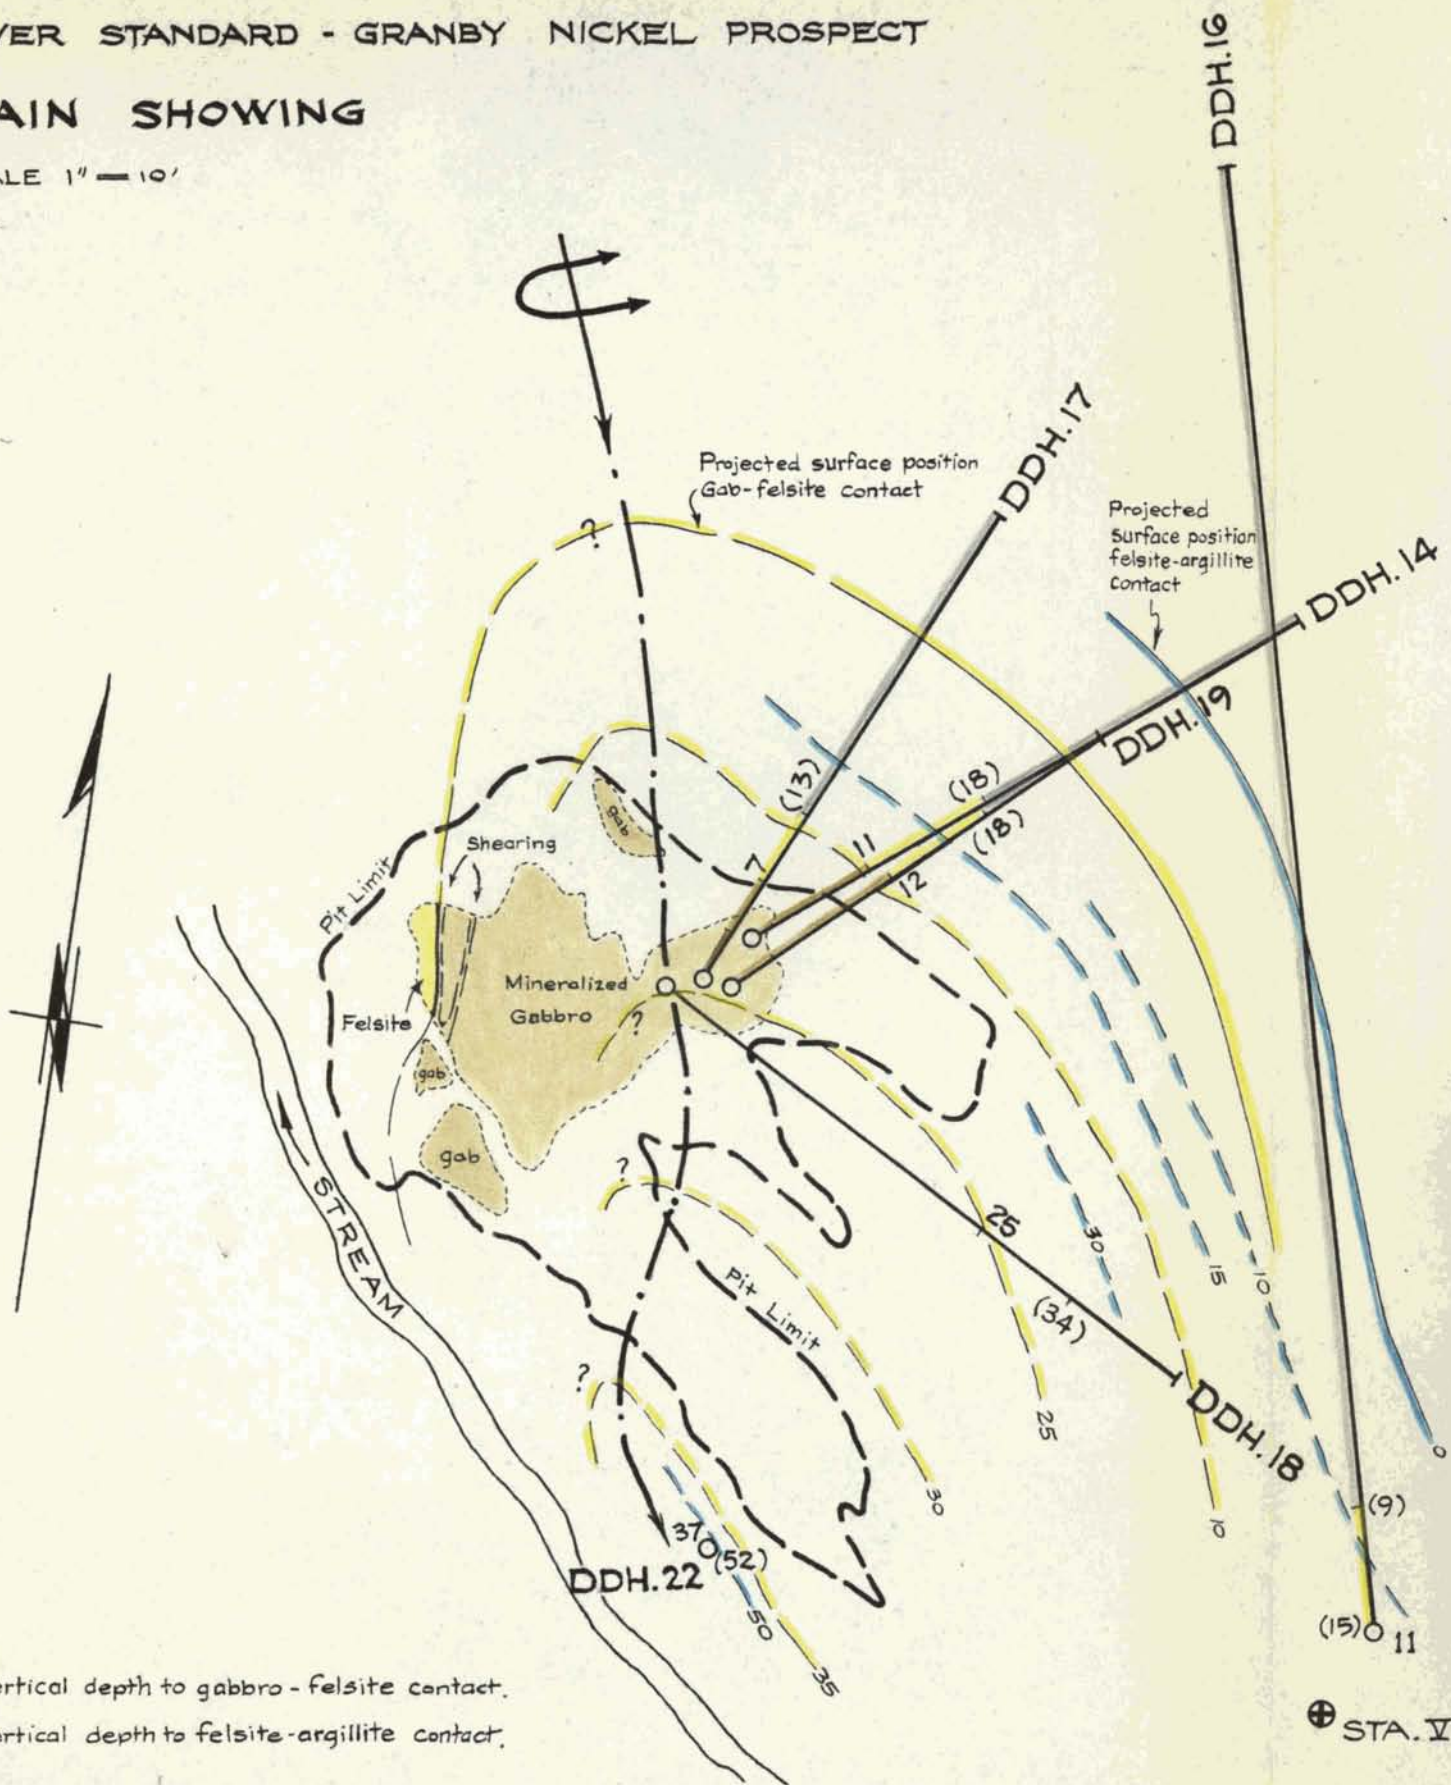 VER STANDARD - GRANBY NICKEL PROSPECT
AIN SHOWING
ALE 1" = 10'
DDH.16
DDH.17
Projected surface position
Gab-felsite contact
Projected
surface position
felsite-argillite
contact
DDH.14
DDH.19
?
(13)
(18)
(18)
7
11
12
gab
Shearing
Pit Limit
Mineralized
Gabbro
Felsite
?
gab
gab
STREAM
?
25
(34)
30
15
10
Pit Limit
?
DDH.18
25
30
10
0
37
(52)
DDH.22
50
35
(9)
(15)
11
STA. V
ertical depth to gabbro - felsite contact.
ertical depth to felsite-argillite contact.